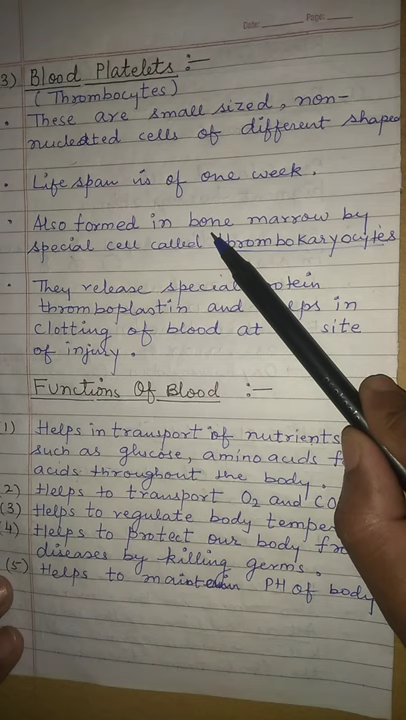 Date: Page:
3) Blood Platelets :-
(Thrombocytes)
• These are small sized, non-
nucleated cells of different shaped
• Life span is of one week.
• Also formed in bone marrow by
special cell called thrombokaryocytes
• They release special
thromboplastin and in
clotting of blood at site
of injury.
Functions Of Blood :-
1) Helps in transport of nutrients
such as glucose, amino acids
acids throughout the body.
(2) Helps to transport O2 and
(3) Helps to regulate body
(4) Helps to protect our body
diseases by killing germs.
(5) Helps to maintain PH of body